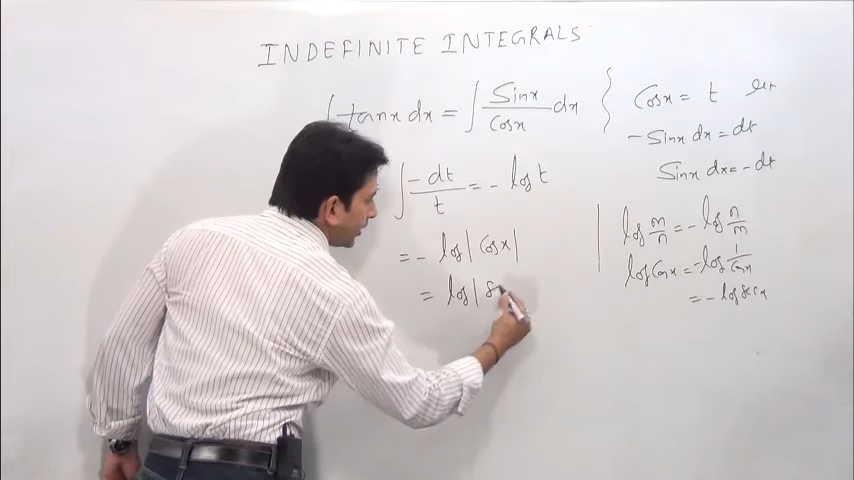 INDEFINITE INTEGRALS
∫ tanx dx = ∫ Sinx/Cosx dx
∫ -dt/t = - log t
= - log | Cosx |
= log | s
Cosx = t let
- Sinx dx = dt
Sinx dx = - dt
log m/n = - log n/m
log Cosx = - log 1/Cosx
= - log secx